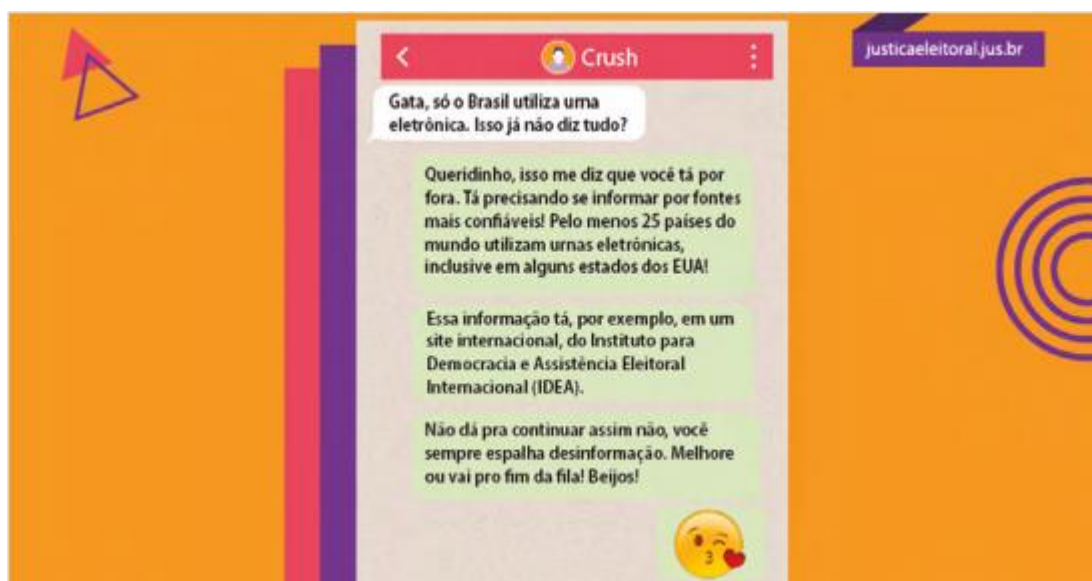 Crush
justicaeleitoral.jus.br
Gata, só o Brasil utiliza urna
eletrônica. Isso já não diz tudo?
Queridinho, isso me diz que você tá por
fora. Tá precisando se informar por fontes
mais confiáveis! Pelo menos 25 países do
mundo utilizam urnas eletrônicas,
inclusive em alguns estados dos EUA!
Essa informação tá, por exemplo, em um
site internacional, do Instituto para
Democracia e Assistência Eleitoral
Internacional (IDEA).
Não dá pra continuar assim não, você
sempre espalha desinformação. Melhore
ou vai pro fim da fila! Beijos!